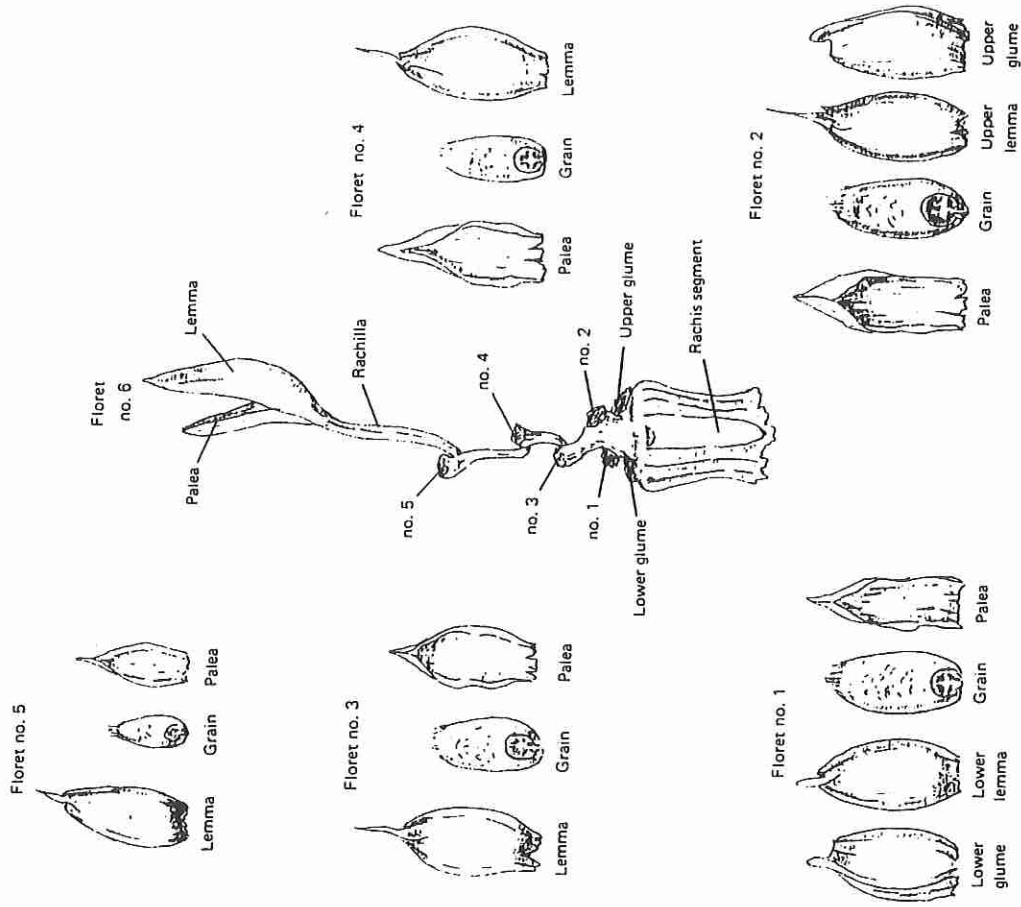 Floret no. 5
Lemma
Grain
Palea
Floret no. 3
Lemma
Grain
Palea
Floret no. 1
Lower
glume
Lower
lemma
Grain
Palea
Floret
no. 6
Palea
Lemma
Rachilla
no. 5
no. 4
no. 3
no. 2
no. 1
Upper glume
Lower glume
Rachis segment
Floret no. 4
Palea
Grain
Lemma
Floret no. 2
Palea
Grain
Upper
lemma
Upper
glume